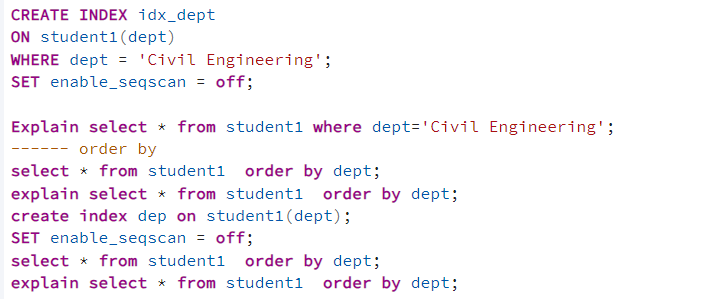 CREATE INDEX idx_dept
ON student1(dept)
WHERE dept = 'Civil Engineering';
SET enable_seqscan = off;
Explain select * from student1 where dept='Civil Engineering';
------ order by
select * from student1  order by dept;
explain select * from student1  order by dept;
create index dep on student1(dept);
SET enable_seqscan = off;
select * from student1  order by dept;
explain select * from student1  order by dept;